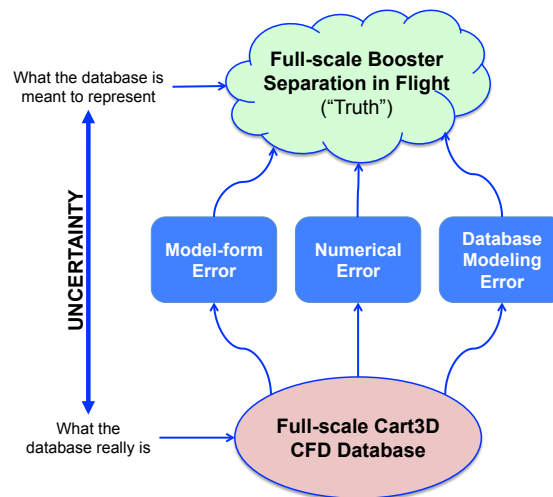 Full-scale Booster
Separation in Flight
(“Truth”)
What the database is
meant to represent
UNCERTAINTY
Model-form
Error
Numerical
Error
Database
Modeling
Error
What the
database really is
Full-scale Cart3D
CFD Database